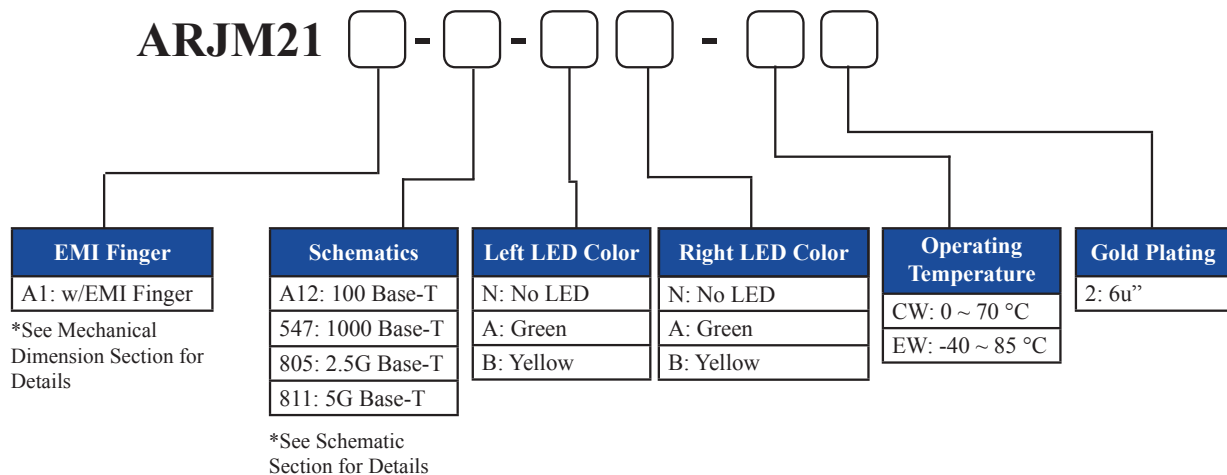 ARJM21 - - -
EMI Finger
A1: w/EMI Finger
*See Mechanical
Dimension Section for
Details
Schematics
A12: 100 Base-T
547: 1000 Base-T
805: 2.5G Base-T
811: 5G Base-T
*See Schematic
Section for Details
Left LED Color
N: No LED
A: Green
B: Yellow
Right LED Color
N: No LED
A: Green
B: Yellow
Operating
Temperature
CW: 0 ~ 70 °C
EW: -40 ~ 85 °C
Gold Plating
2: 6u”